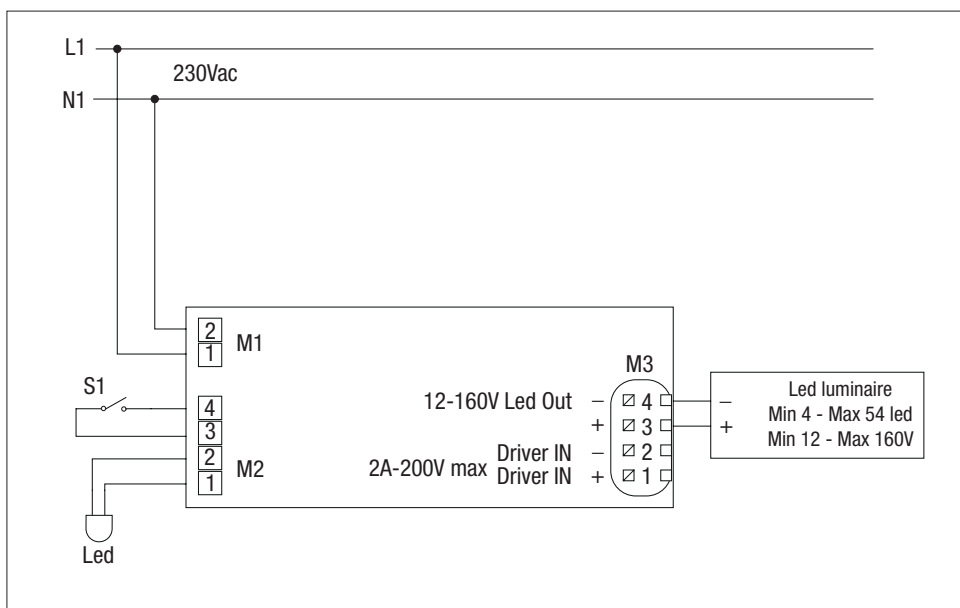 L1
230Vac
N1
2
M1
1
S1
4
3
2
M2
1
Led
M3
12-160V Led Out − 4
+ 3
Driver IN − 2
2A-200V max
Driver IN + 1
Led luminaire
− Min 4 - Max 54 led
+ Min 12 - Max 160V